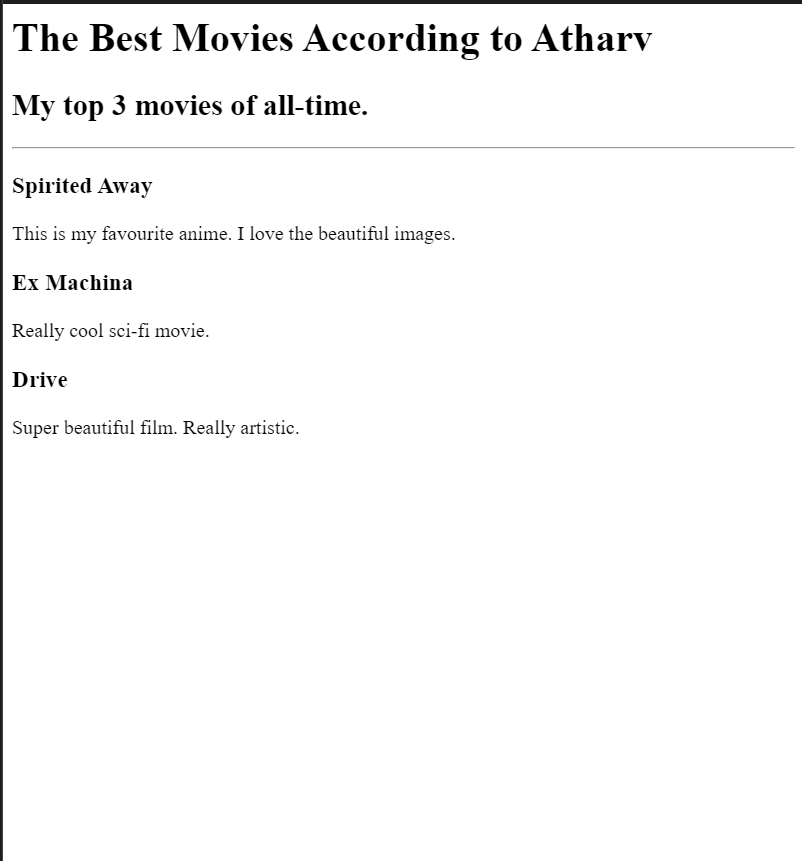 The Best Movies According to Atharv
My top 3 movies of all-time.
Spirited Away
This is my favourite anime. I love the beautiful images.
Ex Machina
Really cool sci-fi movie.
Drive
Super beautiful film. Really artistic.